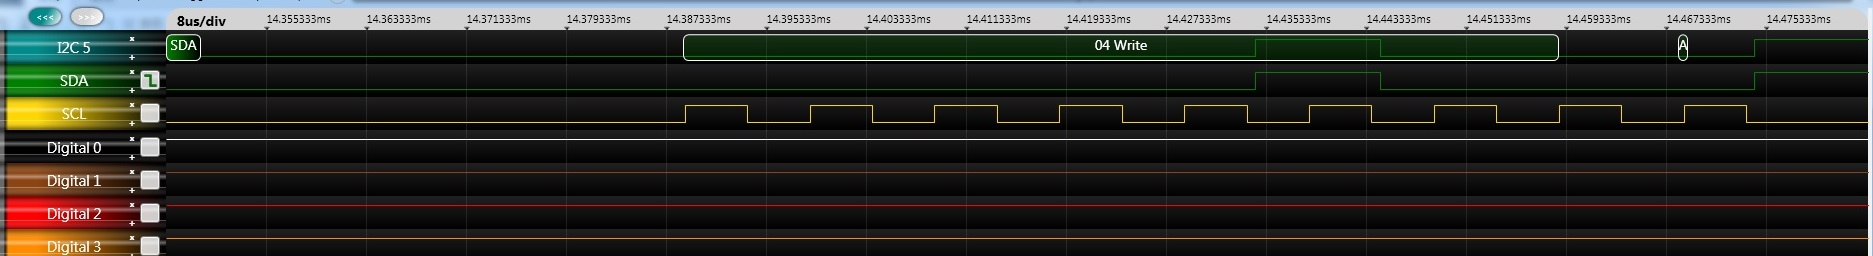 <<< >>> 8us/div 14.355333ms 14.363333ms 14.371333ms 14.379333ms 14.387333ms 14.395333ms 14.403333ms 14.411333ms 14.419333ms 14.427333ms 14.435333ms 14.443333ms 14.451333ms 14.459333ms 14.467333ms 14.475333ms
I2C 5 SDA 04 Write A
SDA
SCL
Digital 0
Digital 1
Digital 2
Digital 3